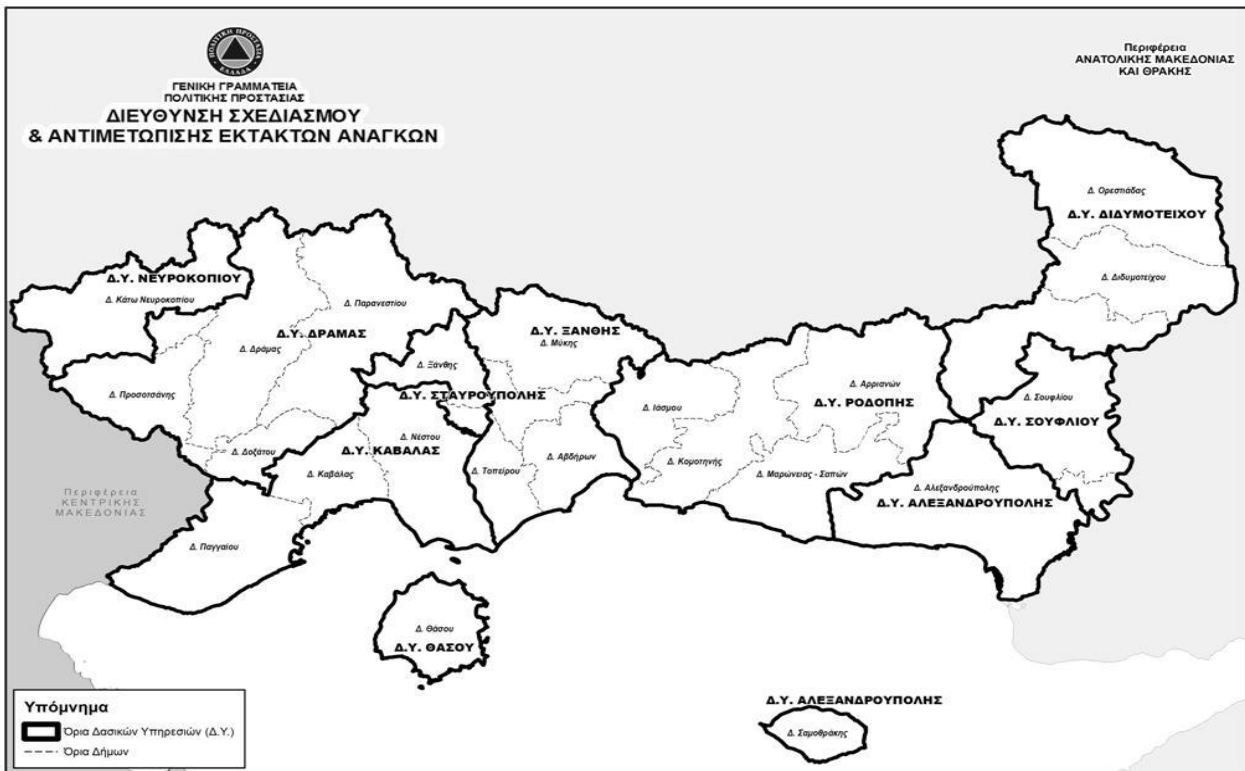 ΠΟΛΙΤΙΚΗ ΠΡΟΣΤΑΣΙΑ
ΕΛΛΑΔΑ
ΓΕΝΙΚΗ ΓΡΑΜΜΑΤΕΙΑ
ΠΟΛΙΤΙΚΗΣ ΠΡΟΣΤΑΣΙΑΣ
ΔΙΕΥΘΥΝΣΗ ΣΧΕΔΙΑΣΜΟΥ
& ΑΝΤΙΜΕΤΩΠΙΣΗΣ ΕΚΤΑΚΤΩΝ ΑΝΑΓΚΩΝ
Περιφέρεια
ΑΝΑΤΟΛΙΚΗΣ ΜΑΚΕΔΟΝΙΑΣ
ΚΑΙ ΘΡΑΚΗΣ
Δ. Ορεστιάδας
Δ.Υ. ΔΙΔΥΜΟΤΕΙΧΟΥ
Δ. Διδυμοτείχου
Δ.Υ. ΝΕΥΡΟΚΟΠΙΟΥ
Δ. Κάτω Νευροκοπίου
Δ. Παρανεστίου
Δ.Υ. ΔΡΑΜΑΣ
Δ. Δράμας
Δ.Υ. ΞΑΝΘΗΣ
Δ. Μύκης
Δ. Ξάνθης
Δ. Προσοτσάνης
Δ.Υ. ΣΤΑΥΡΟΥΠΟΛΗΣ
Δ. Αρριανών
Δ.Υ. ΡΟΔΟΠΗΣ
Δ. Ιάσμου
Δ. Σουφλίου
Δ.Υ. ΣΟΥΦΛΙΟΥ
Δ. Νέστου
Δ.Υ. ΚΑΒΑΛΑΣ
Δ. Δοξάτου
Δ. Καβάλας
Δ. Τοπείρου
Δ. Αβδήρων
Δ. Κομοτηνής
Δ. Μαρώνειας - Σαπών
Δ. Αλεξανδρούπολης
Δ.Υ. ΑΛΕΞΑΝΔΡΟΥΠΟΛΗΣ
Περιφέρεια
ΚΕΝΤΡΙΚΗΣ
ΜΑΚΕΔΟΝΙΑΣ
Δ. Παγγαίου
Δ. Θάσου
Δ.Υ. ΘΑΣΟΥ
Δ.Υ. ΑΛΕΞΑΝΔΡΟΥΠΟΛΗΣ
Δ. Σαμοθράκης
Υπόμνημα
Όρια Δασικών Υπηρεσιών (Δ.Υ.)
Όρια Δήμων